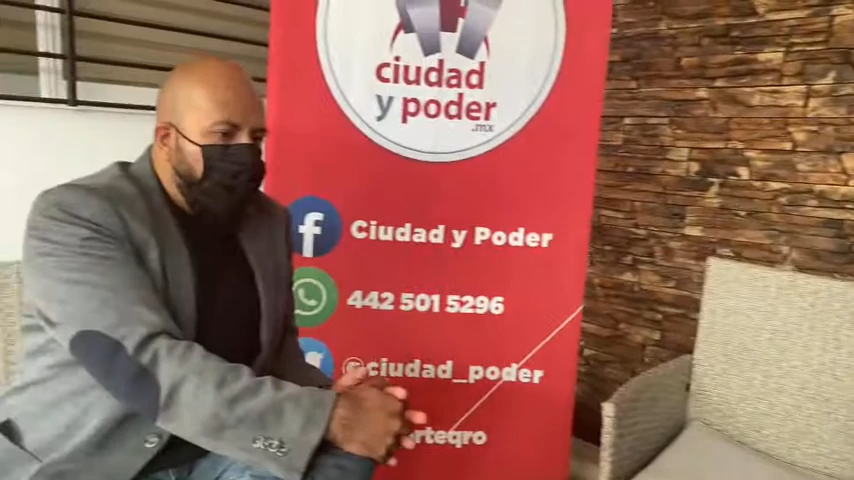 ciudad
y poder
.mx
Ciudad y Poder
442 501 5296
@ciudad_poder